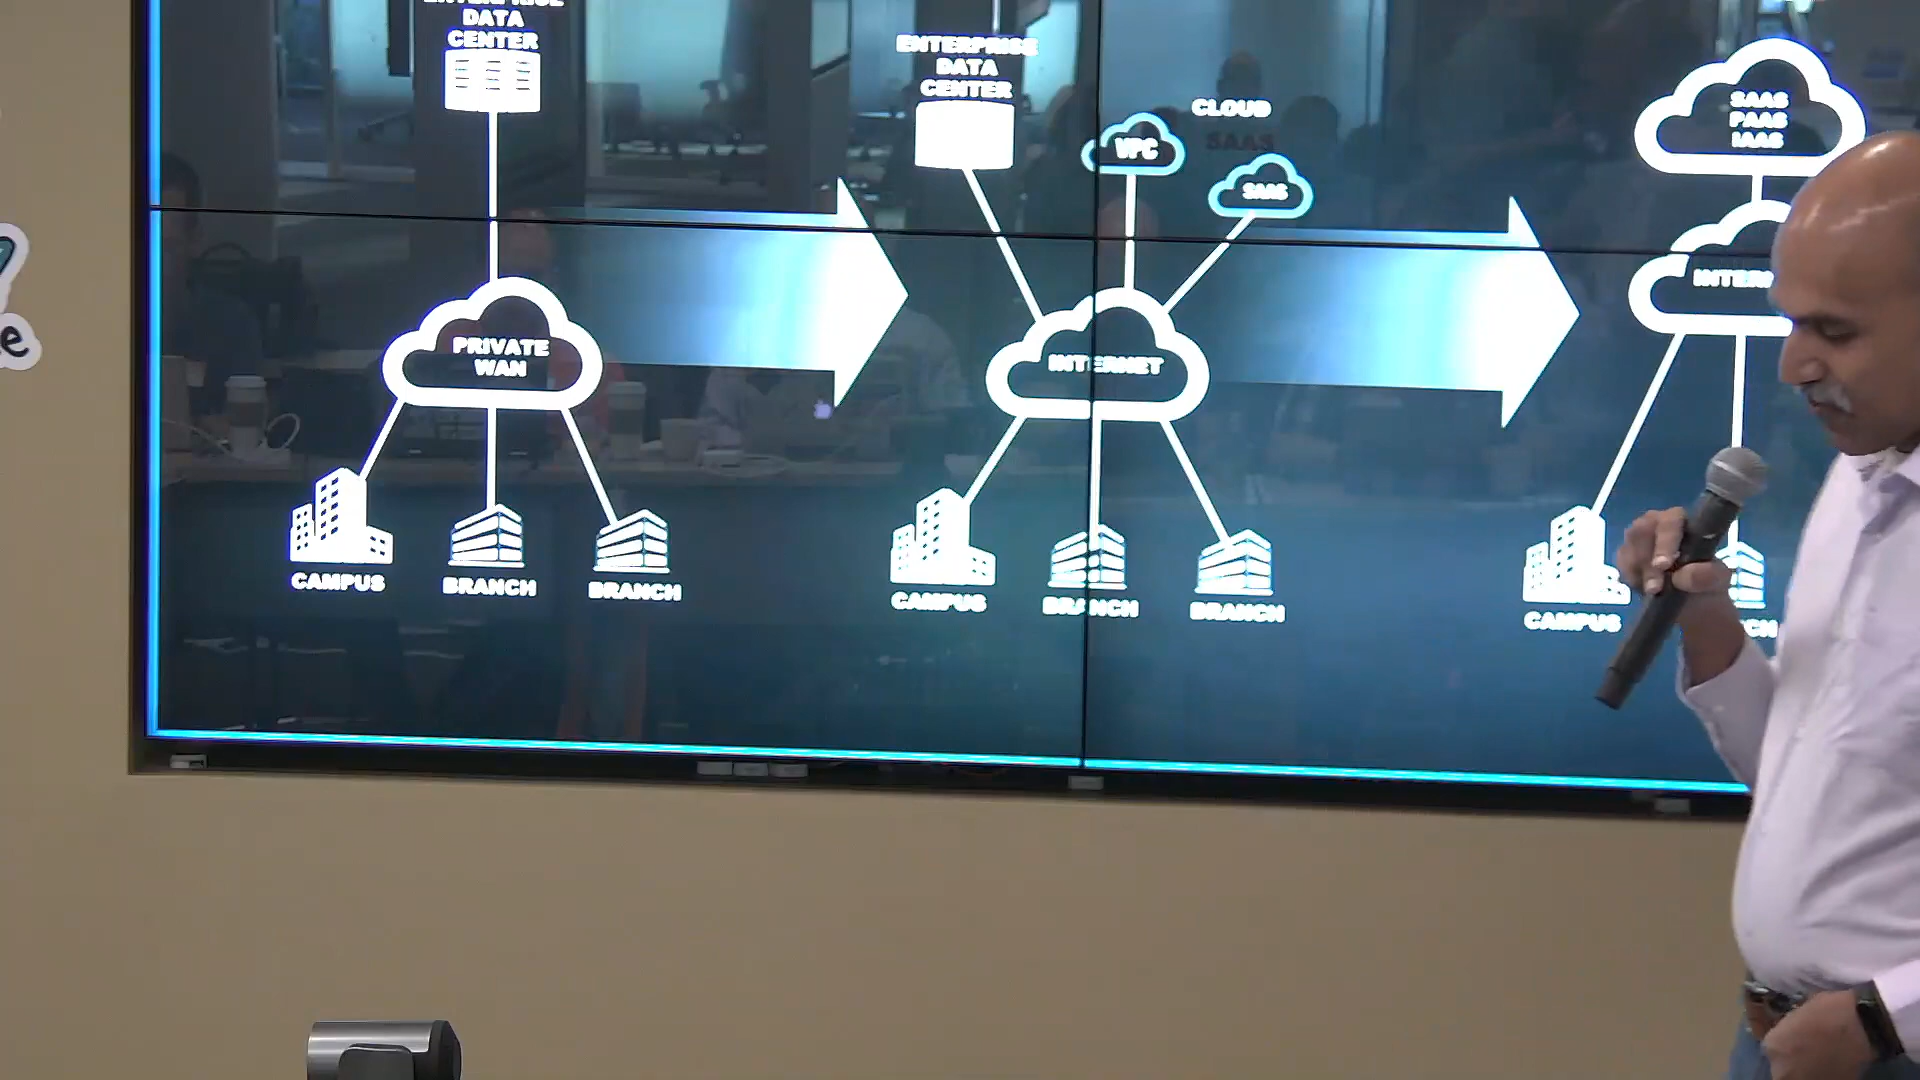 DATA
CENTER
PRIVATE
WAN
CAMPUS
BRANCH
BRANCH
ENTERPRISE
DATA
CENTER
CLOUD
VPC
SAAS
SAAS
INTERNET
CAMPUS
BRANCH
BRANCH
SAAS
PAAS
IAAS
CAMPUS